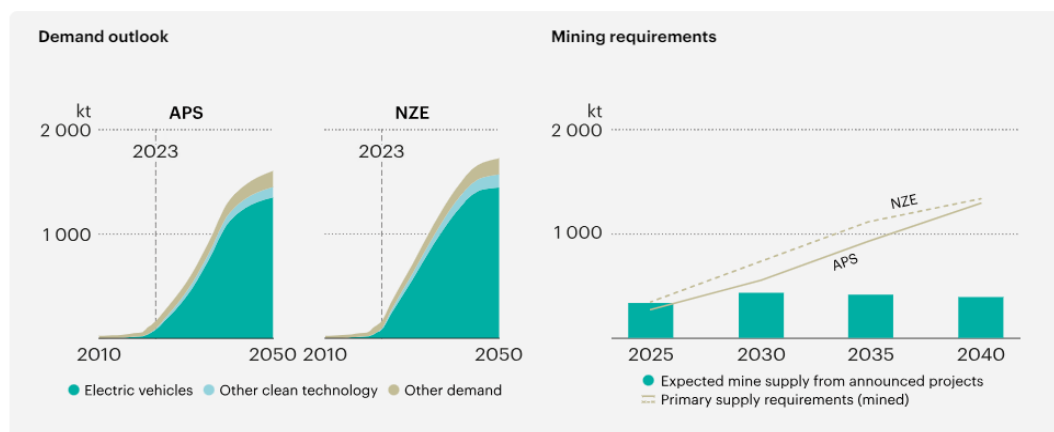 Demand outlook
kt
APS
NZE
2 000
2023
2023
1 000
2010
2050
2010
2050
Electric vehicles
Other clean technology
Other demand
Mining requirements
kt
2 000
NZE
1 000
APS
2025
2030
2035
2040
Expected mine supply from announced projects
Primary supply requirements (mined)